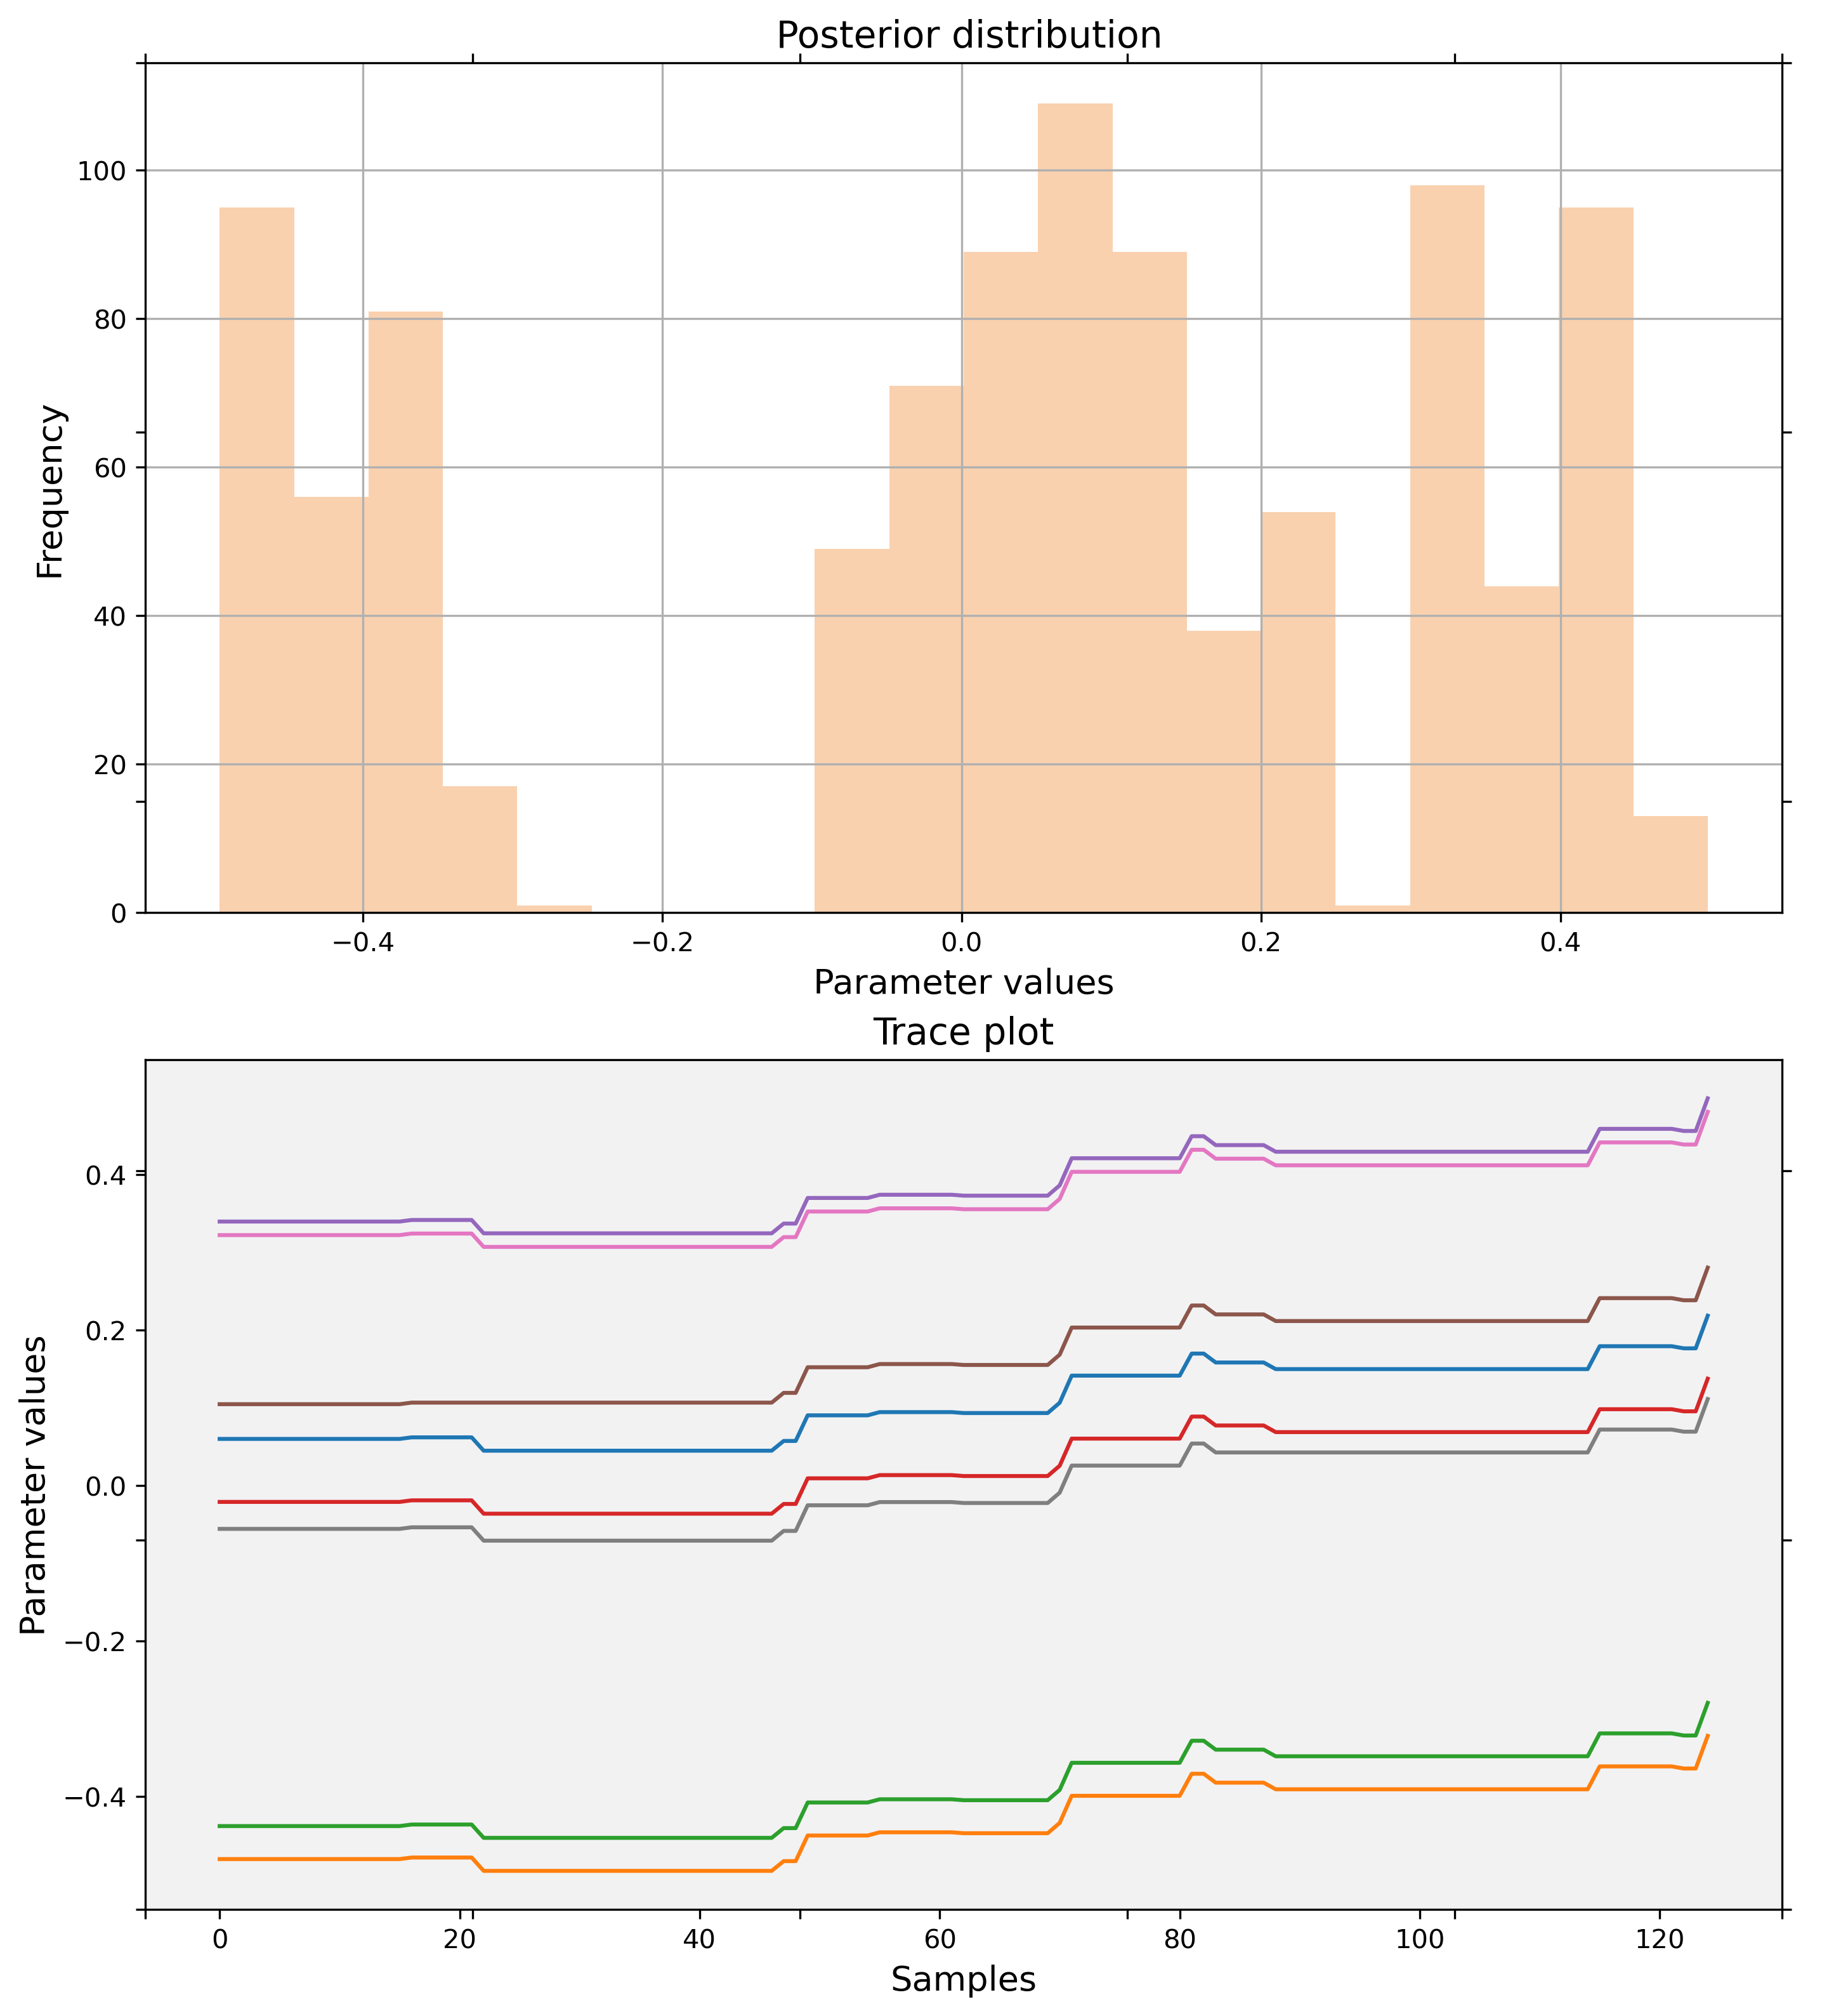 Posterior distribution
100
80
60
40
20
0
Frequency
−0.4 −0.2 0.0 0.2 0.4
Parameter values
Trace plot
0.4
0.2
0.0
−0.2
−0.4
Parameter values
0 20 40 60 80 100 120
Samples